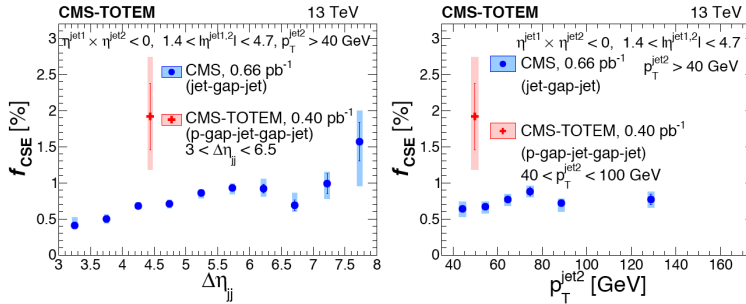 CMS-TOTEM 13 TeV
η^jet1 × η^jet2 < 0, 1.4 < |η^jet1,2| < 4.7, p_T^jet2 > 40 GeV
CMS, 0.66 pb⁻¹
(jet-gap-jet)
CMS-TOTEM, 0.40 pb⁻¹
(p-gap-jet-gap-jet)
3 < Δη_jj < 6.5
f_CSE [%]
3
2.5
2
1.5
1
0.5
0
3 3.5 4 4.5 5 5.5 6 6.5 7 7.5 8
Δη_jj
CMS-TOTEM 13 TeV
η^jet1 × η^jet2 < 0, 1.4 < |η^jet1,2| < 4.7
CMS, 0.66 pb⁻¹ p_T^jet2 > 40 GeV
(jet-gap-jet)
CMS-TOTEM, 0.40 pb⁻¹
(p-gap-jet-gap-jet)
40 < p_T^jet2 < 100 GeV
f_CSE [%]
3
2.5
2
1.5
1
0.5
0
40 60 80 100 120 140 160
p_T^jet2 [GeV]